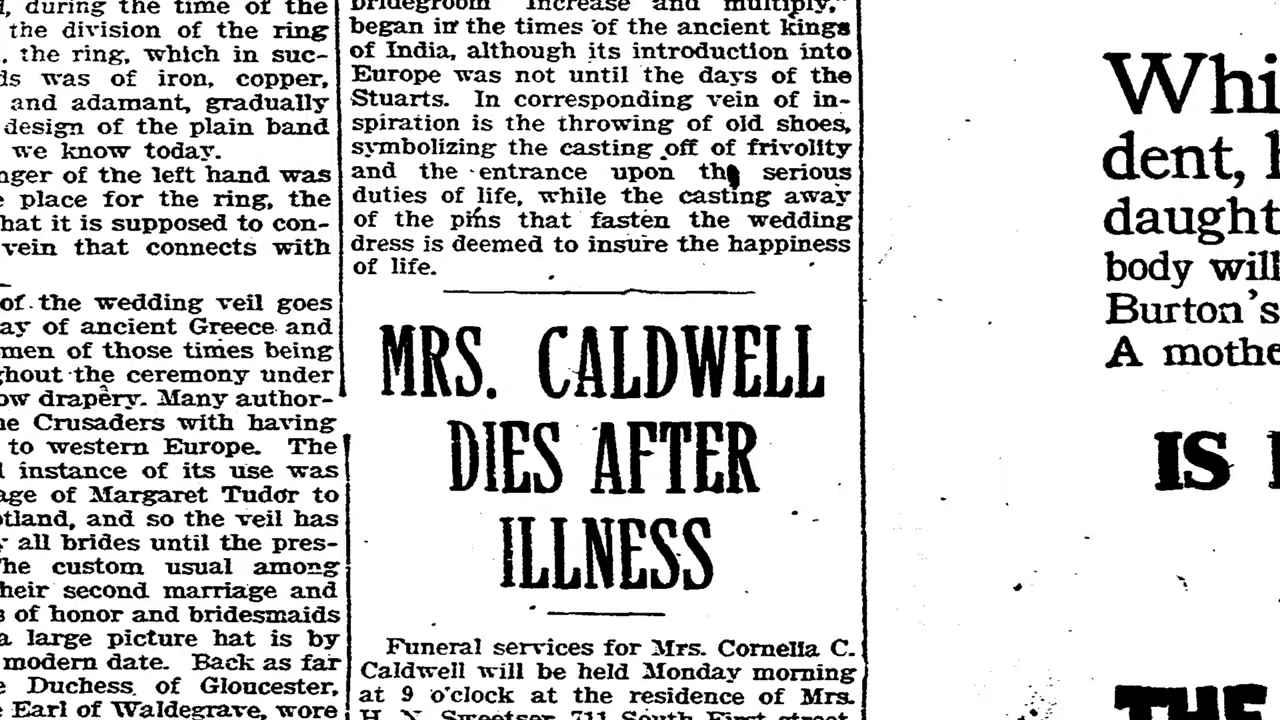 , during the time of the
the division of the ring
, the ring, which in suc-
was of iron, copper,
and adamant, gradually
design of the plain band
we know today.
of the left hand was
place for the ring, the
it is supposed to con-
vein that connects with
of the wedding veil goes
of ancient Greece and
men of those times being
the ceremony under
drapery. Many author-
Crusaders with having
to western Europe. The
instance of its use was
of Margaret Tudor to
and so the veil has
all brides until the pres-
custom usual among
their second marriage and
of honor and bridesmaids
a large picture hat is by
modern date. Back as far
Duchess of Gloucester,
Earl of Waldegrave, wore
bridegroom "Increase and multiply,"
began in the times of the ancient kings
of India, although its introduction into
Europe was not until the days of the
Stuarts. In corresponding vein of in-
spiration is the throwing of old shoes,
symbolizing the casting off of frivolity
and the entrance upon the serious
duties of life, while the casting away
of the pins that fasten the wedding
dress is deemed to insure the happiness
of life.
MRS. CALDWELL
DIES AFTER
ILLNESS
Funeral services for Mrs. Cornelia C.
Caldwell will be held Monday morning
at 9 o'clock at the residence of Mrs.
H. N. Sweetser, 711 South First street,
Whi
dent, h
daught
body will
Burton's
A mothe
IS
THE